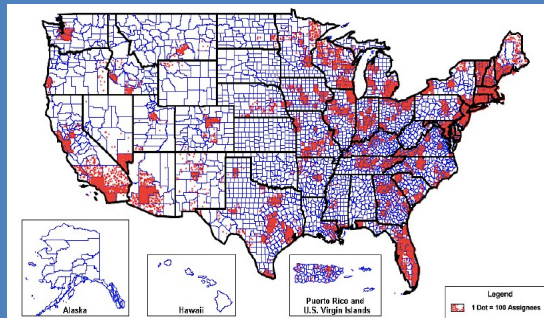 Alaska
Hawaii
Puerto Rico and
U.S. Virgin Islands
Legend
1 Dot = 100 Assignees